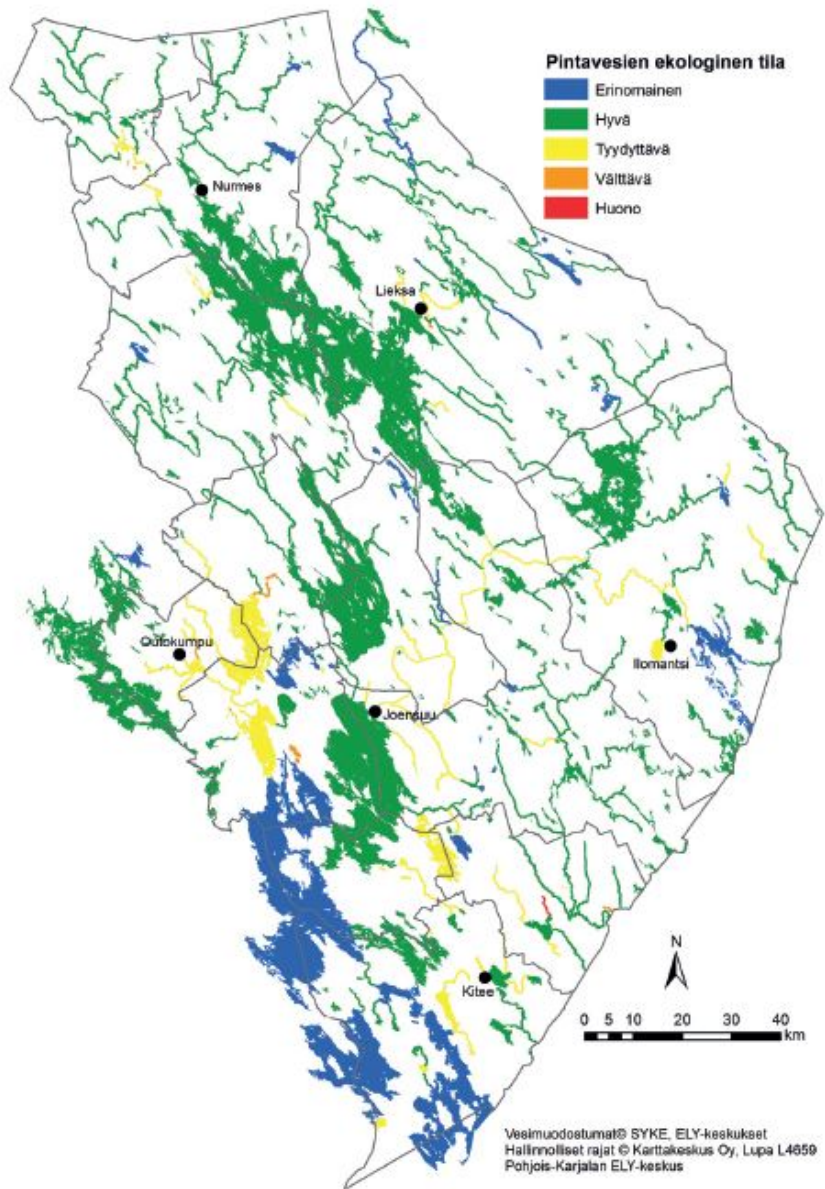 Pintavesien ekologinen tila
Erinomainen
Hyvä
Tyydyttävä
Välttävä
Huono
Nurmes
Lieksa
Outokumpu
Ilomantsi
Joensuu
Kitee
N
0 5 10 20 30 40
km
Vesimuodostumat© SYKE, ELY-keskukset
Hallinnolliset rajat © Karttakeskus Oy, Lupa L4659
Pohjois-Karjalan ELY-keskus